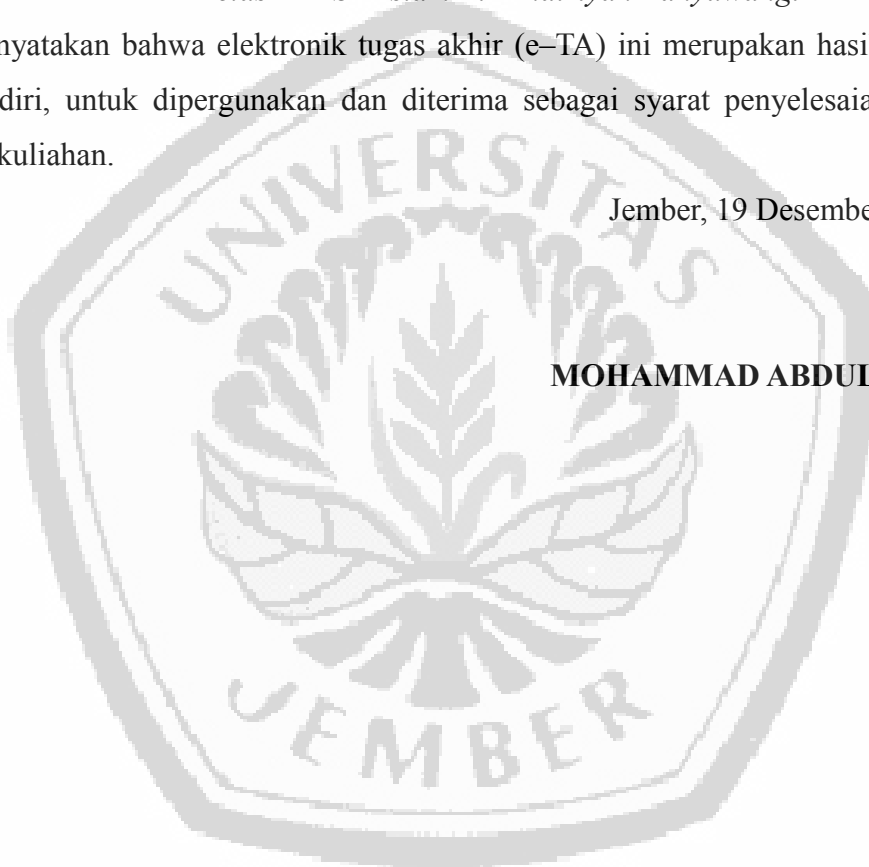 nyatakan bahwa elektronik tugas akhir (e–TA) ini merupakan hasi
diri, untuk dipergunakan dan diterima sebagai syarat penyelesaia
kuliahan.
Jember, 19 Desembe
MOHAMMAD ABDUL
UNIVERSITAS
JEMBER